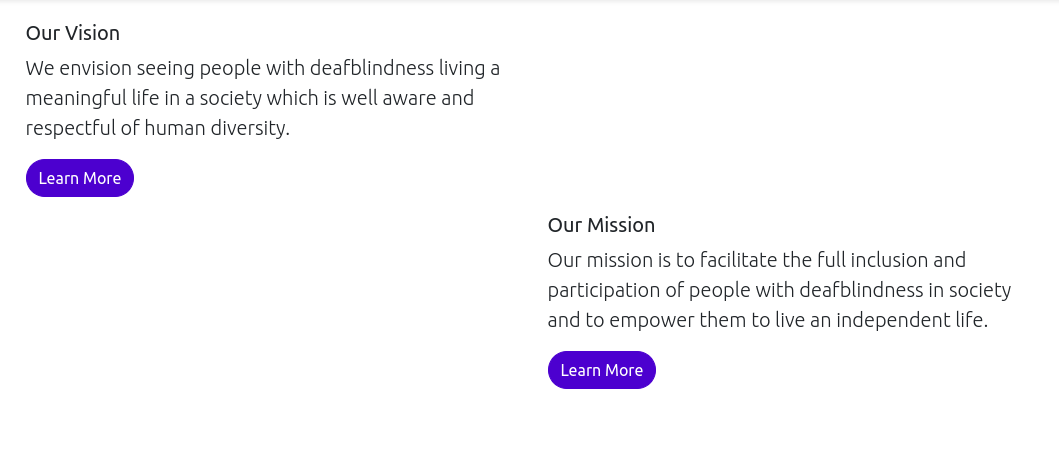 Our Vision
We envision seeing people with deafblindness living a
meaningful life in a society which is well aware and
respectful of human diversity.
Learn More
Our Mission
Our mission is to facilitate the full inclusion and
participation of people with deafblindness in society
and to empower them to live an independent life.
Learn More